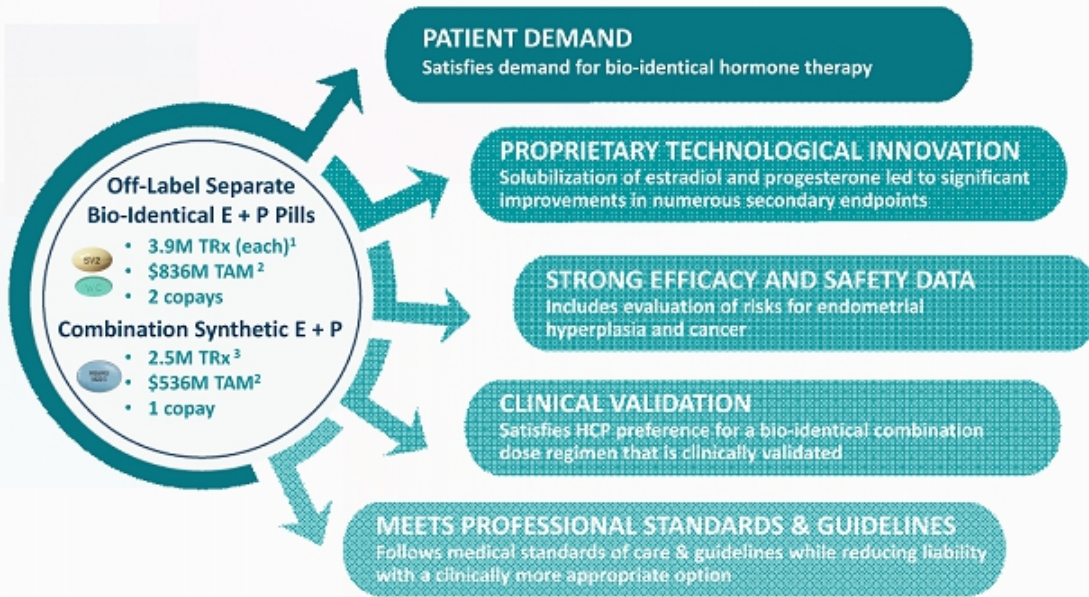 PATIENT DEMAND
Satisfies demand for bio-identical hormone therapy
PROPRIETARY TECHNOLOGICAL INNOVATION
Solubilization of estradiol and progesterone led to significant
improvements in numerous secondary endpoints
STRONG EFFICACY AND SAFETY DATA
Includes evaluation of risks for endometrial
hyperplasia and cancer
CLINICAL VALIDATION
Satisfies HCP preference for a bio-identical combination
dose regimen that is clinically validated
MEETS PROFESSIONAL STANDARDS & GUIDELINES
Follows medical standards of care & guidelines while reducing liability
with a clinically more appropriate option
Off-Label Separate
Bio-Identical E + P Pills
• 3.9M TRx (each)¹
• $836M TAM²
• 2 copays
Combination Synthetic E + P
• 2.5M TRx³
• $536M TAM²
• 1 copay